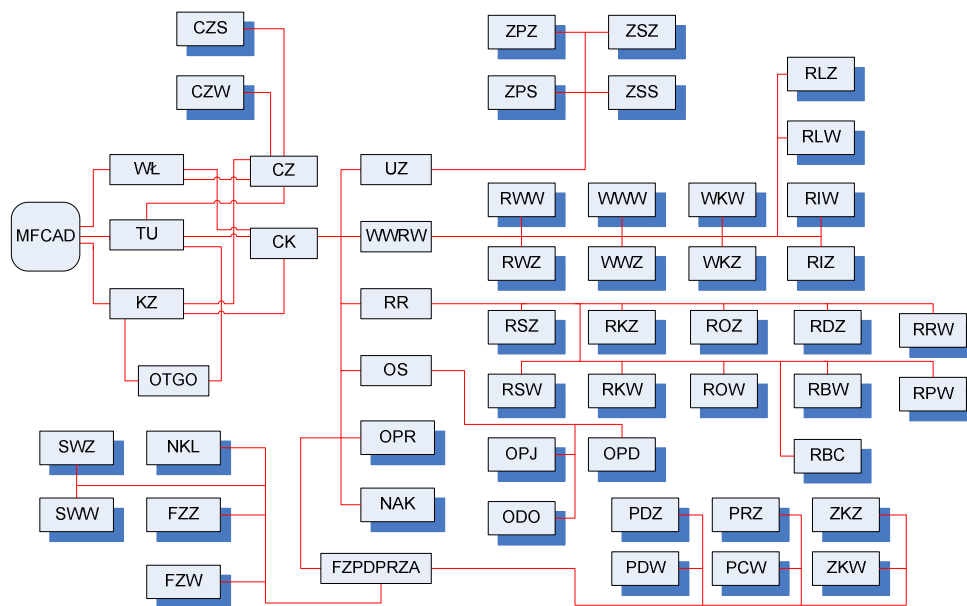 CZS
ZPZ
ZSZ
RLZ
CZW
ZPS
ZSS
RLW
WŁ
CZ
UZ
RWW
WWW
WKW
RIW
MFCAD
TU
CK
WWRW
RWZ
WWZ
WKZ
RIZ
KZ
RR
RSZ
RKZ
ROZ
RDZ
RRW
OTGO
OS
RSW
RKW
ROW
RBW
RPW
SWZ
NKL
OPR
OPJ
OPD
RBC
SWW
FZZ
NAK
ODO
PDZ
PRZ
ZKZ
FZW
FZPDPRZA
PDW
PCW
ZKW